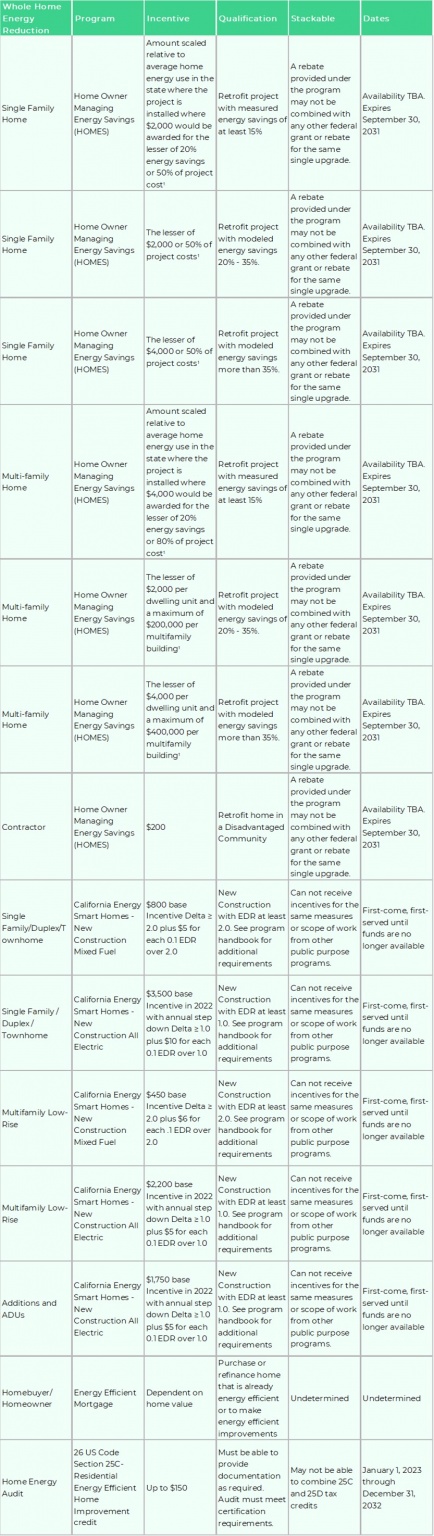 Whole Home
Energy
Reduction
Program
Incentive
Qualification
Stackable
Dates
Single Family
Home
Home Owner
Managing
Energy Savings
(HOMES)
Amount scaled
relative to
average home
energy use in the
state where the
project is
installed where
$2,000 would be
awarded for the
lesser of 20%
energy savings
or 50% of project
cost¹
Retrofit project
with measured
energy savings of
at least 15%
A rebate
provided under
the program
may not be
combined with
any other federal
grant or rebate
for the same
single upgrade.
Availability TBA.
Expires
September 30,
2031
Single Family
Home
Home Owner
Managing
Energy Savings
(HOMES)
The lesser of
$2,000 or 50% of
project costs¹
Retrofit project
with modeled
energy savings
20% - 35%.
A rebate
provided under
the program
may not be
combined with
any other federal
grant or rebate
for the same
single upgrade.
Availability TBA.
Expires
September 30,
2031
Single Family
Home
Home Owner
Managing
Energy Savings
(HOMES)
The lesser of
$4,000 or 50% of
project costs¹
Retrofit project
with modeled
energy savings
more than 35%.
A rebate
provided under
the program
may not be
combined with
any other federal
grant or rebate
for the same
single upgrade.
Availability TBA.
Expires
September 30,
2031
Multi-family
Home
Home Owner
Managing
Energy Savings
(HOMES)
Amount scaled
relative to
average home
energy use in the
state where the
project is
installed where
$4,000 would be
awarded for the
lesser of 20%
energy savings
or 80% of project
cost¹
Retrofit project
with measured
energy savings of
at least 15%
A rebate
provided under
the program
may not be
combined with
any other federal
grant or rebate
for the same
single upgrade.
Availability TBA.
Expires
September 30,
2031
Multi-family
Home
Home Owner
Managing
Energy Savings
(HOMES)
The lesser of
$2,000 per
dwelling unit and
a maximum of
$200,000 per
multifamily
building¹
Retrofit project
with modeled
energy savings
of 20% - 35%.
A rebate
provided under
the program
may not be
combined with
any other federal
grant or rebate
for the same
single upgrade.
Availability TBA.
Expires
September 30,
2031
Multi-family
Home
Home Owner
Managing
Energy Savings
(HOMES)
The lesser of
$4,000 per
dwelling unit and
a maximum of
$400,000 per
multifamily
building¹
Retrofit project
with modeled
energy savings
more than 35%.
A rebate
provided under
the program
may not be
combined with
any other federal
grant or rebate
for the same
single upgrade.
Availability TBA.
Expires
September 30,
2031
Contractor
Home Owner
Managing
Energy Savings
(HOMES)
$200
Retrofit home in
a Disadvantaged
Community
A rebate
provided under
the program
may not be
combined with
any other federal
grant or rebate
for the same
single upgrade.
Availability TBA.
Expires
September 30,
2031
Single
Family/Duplex/T
ownhome
California Energy
Smart Homes -
New
Construction
Mixed Fuel
$800 base
Incentive Delta ≥
2.0 plus $5 for
each 0.1 EDR
over 2.0
New
Construction
with EDR at least
2.0. See program
handbook for
additional
requirements
Can not receive
incentives for the
same measures
or scope of work
from other
public purpose
programs.
First-come, first-
served until
funds are no
longer available
Single Family /
Duplex /
Townhome
California Energy
Smart Homes -
New
Construction All
Electric
$3,500 base
Incentive in 2022
with annual step
down Delta ≥ 1.0
plus $10 for each
0.1 EDR over 1.0
New
Construction
with EDR at least
1.0. See program
handbook for
additional
requirements
Can not receive
incentives for the
same measures
or scope of work
from other
public purpose
programs.
First-come, first-
served until
funds are no
longer available
Multifamily Low-
Rise
California Energy
Smart Homes -
New
Construction
Mixed Fuel
$450 base
Incentive Delta ≥
2.0 plus $6 for
each .1 EDR over
2.0
New
Construction
with EDR at least
2.0. See program
handbook for
additional
requirements
Can not receive
incentives for the
same measures
or scope of work
from other
public purpose
programs.
First-come, first-
served until
funds are no
longer available
Multifamily Low-
Rise
California Energy
Smart Homes -
New
Construction All
Electric
$2,200 base
Incentive in 2022
with annual step
down Delta ≥ 1.0
plus $5 for each
0.1 EDR over 1.0
New
Construction
with EDR at least
1.0. See program
handbook for
additional
requirements
Can not receive
incentives for the
same measures
or scope of work
from other
public purpose
programs.
First-come, first-
served until
funds are no
longer available
Additions and
ADUs
California Energy
Smart Homes -
New
Construction All
Electric
$1,750 base
Incentive in 2022
with annual step
down Delta ≥ 1.0
plus $5 for each
0.1 EDR over 1.0
New
Construction
with EDR at least
1.0. See program
handbook for
additional
requirements
Can not receive
incentives for the
same measures
or scope of work
from other
public purpose
programs.
First-come, first-
served until
funds are no
longer available
Homebuyer/
Homeowner
Energy Efficient
Mortgage
Dependent on
home value
Purchase or
refinance home
that is already
energy efficient
or to make
energy efficient
improvements
Undetermined
Undetermined
Home Energy
Audit
26 US Code
Section 25C-
Residential
Energy Efficient
Home
Improvement
credit
Up to $150
Must be able to
provide
documentation
as required.
Audit must meet
certification
requirements.
May not be able
to combine 25C
and 25D tax
credits
January 1, 2023
through
December 31,
2032